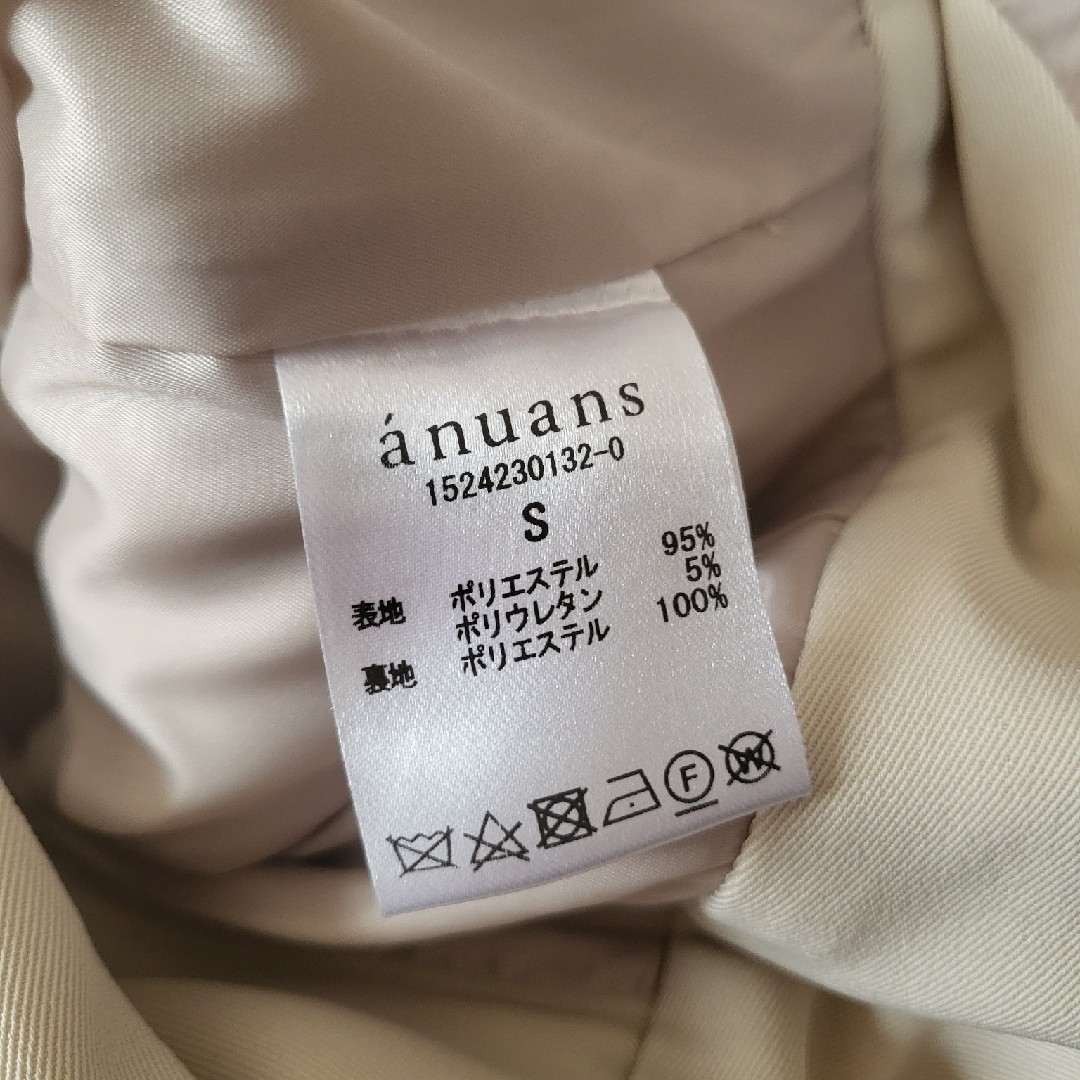 ánuans
1524230132-0
S
表地 ポリエステル 95%
ポリウレタン 5%
裏地 ポリエステル 100%
F W